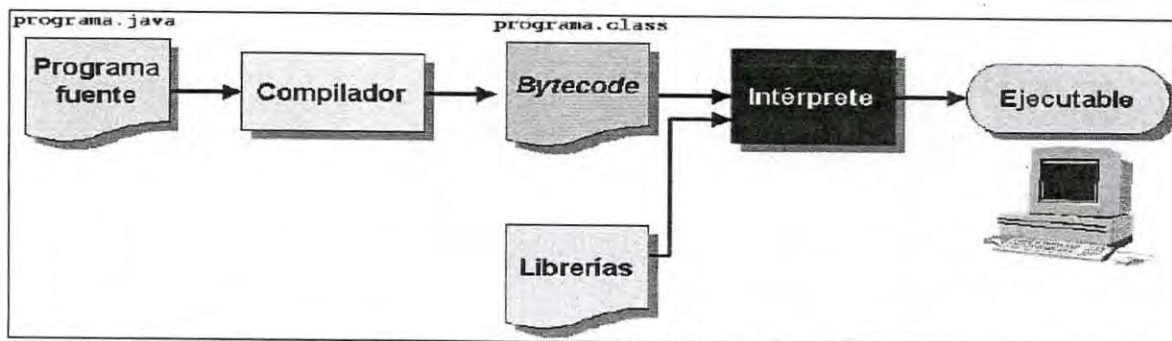 programa.java
programa.class
Programa
fuente
Compilador
Bytecode
Intérprete
Ejecutable
Librerías